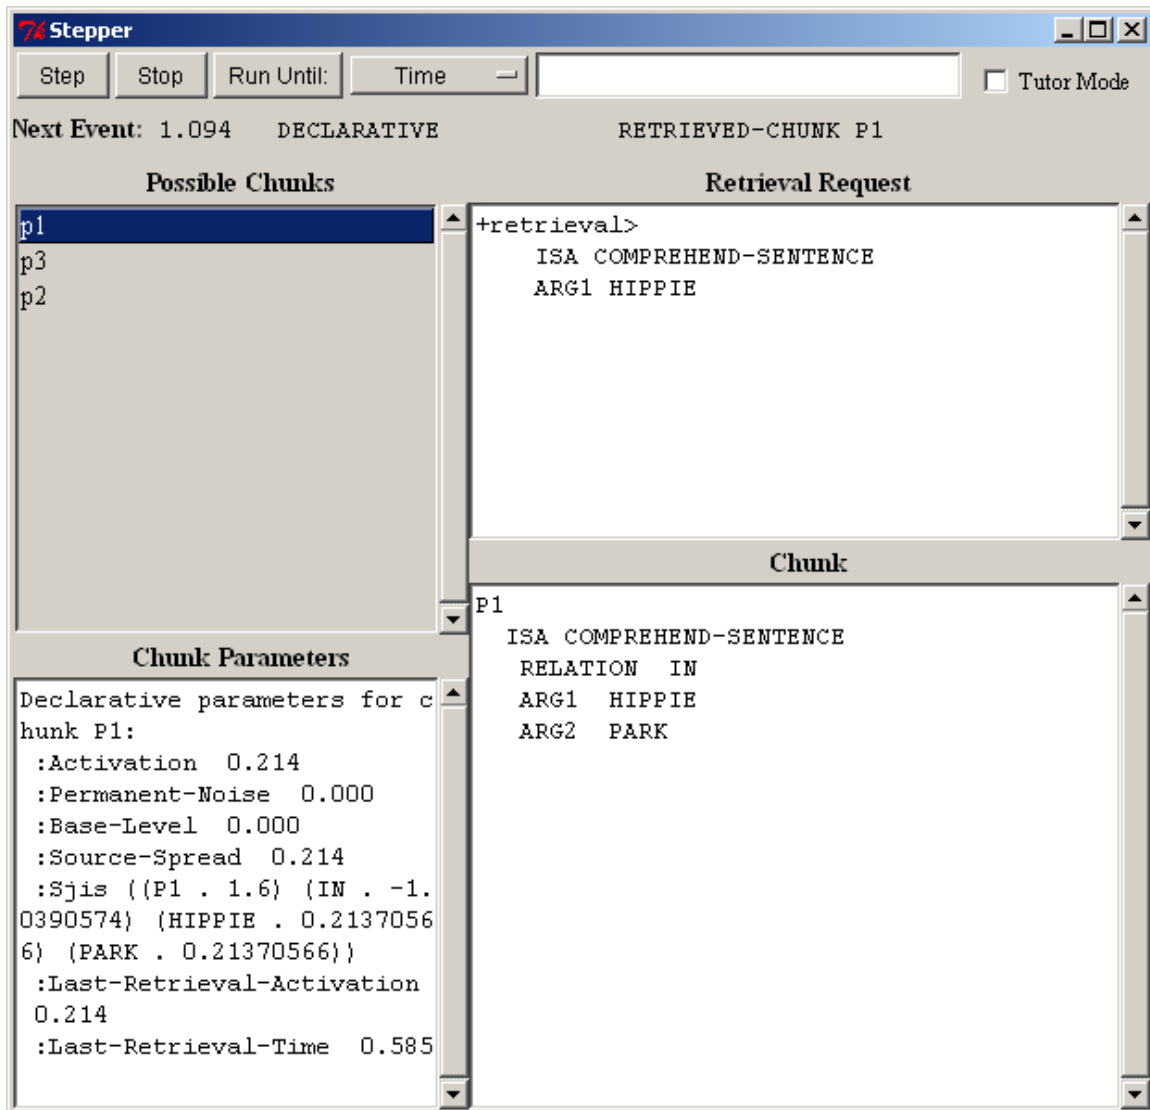 Stepper
Step Stop Run Until: Time Tutor Mode
Next Event: 1.094 DECLARATIVE RETRIEVED-CHUNK P1
Possible Chunks
p1
p3
p2
Retrieval Request
+retrieval>
ISA COMPREHEND-SENTENCE
ARG1 HIPPIE
Chunk Parameters
Declarative parameters for c
hunk P1:
:Activation 0.214
:Permanent-Noise 0.000
:Base-Level 0.000
:Source-Spread 0.214
:Sjis ((P1 . 1.6) (IN . -1.
0390574) (HIPPIE . 0.2137056
6) (PARK . 0.21370566))
:Last-Retrieval-Activation
0.214
:Last-Retrieval-Time 0.585
Chunk
P1
ISA COMPREHEND-SENTENCE
RELATION IN
ARG1 HIPPIE
ARG2 PARK